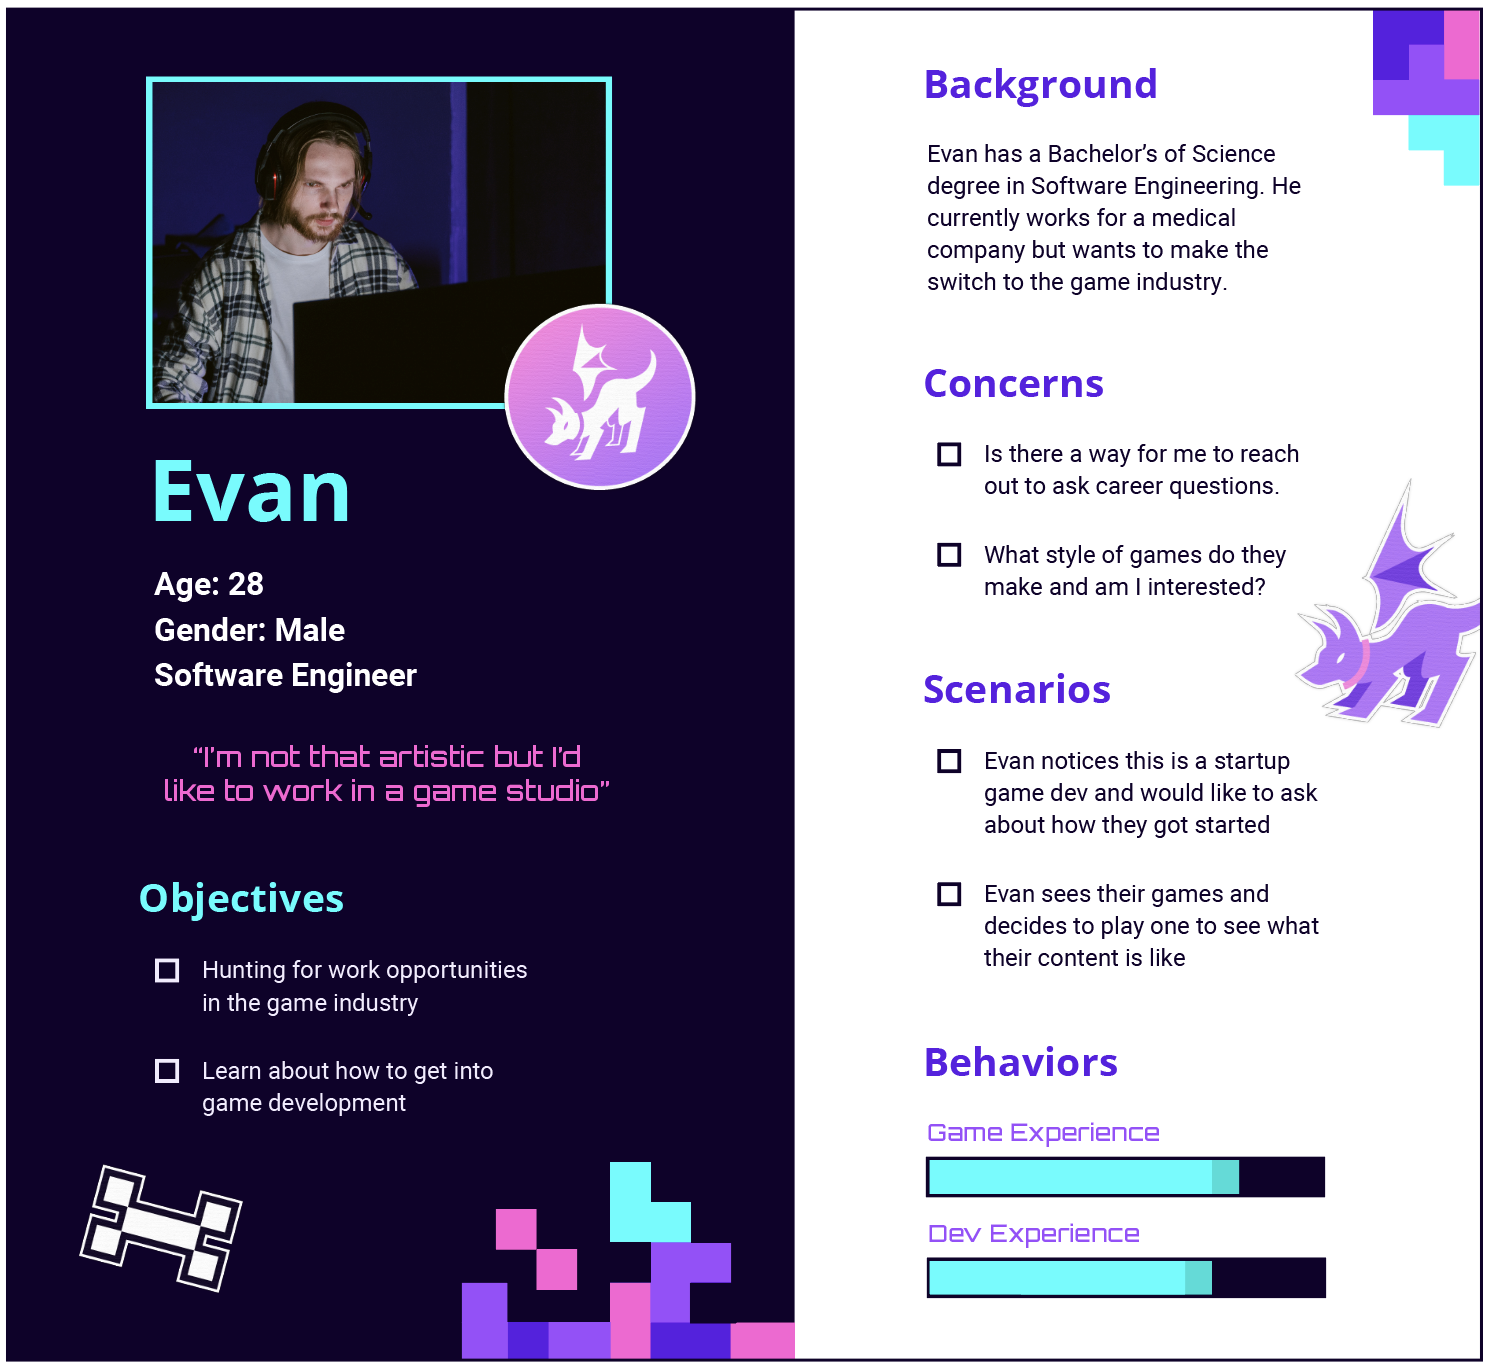 Evan
Age: 28
Gender: Male
Software Engineer
“I’m not that artistic but I’d
like to work in a game studio”
Objectives
Hunting for work opportunities
in the game industry
Learn about how to get into
game development
Background
Evan has a Bachelor’s of Science
degree in Software Engineering. He
currently works for a medical
company but wants to make the
switch to the game industry.
Concerns
Is there a way for me to reach
out to ask career questions.
What style of games do they
make and am I interested?
Scenarios
Evan notices this is a startup
game dev and would like to ask
about how they got started
Evan sees their games and
decides to play one to see what
their content is like
Behaviors
Game Experience
Dev Experience